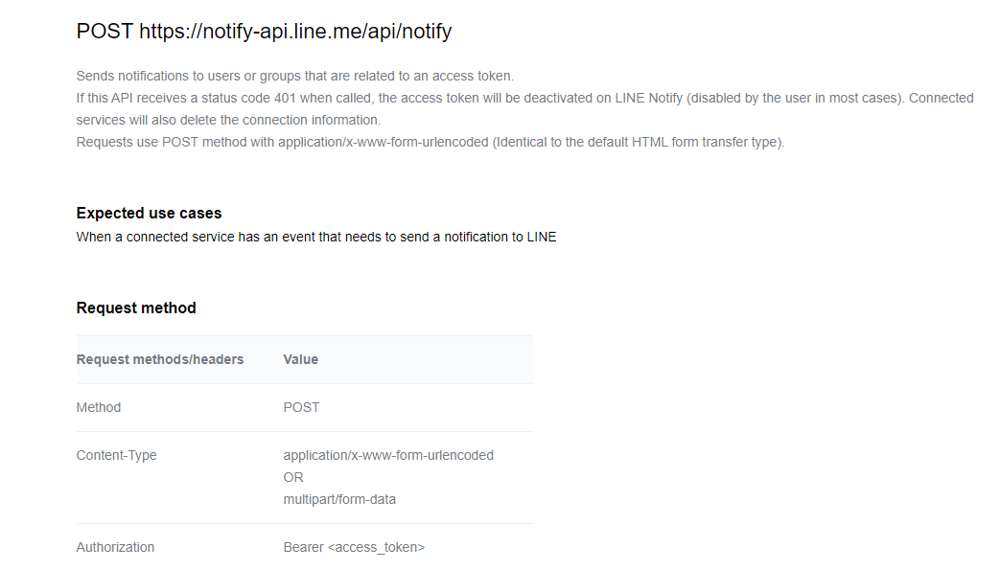 POST https://notify-api.line.me/api/notify
Sends notifications to users or groups that are related to an access token.
If this API receives a status code 401 when called, the access token will be deactivated on LINE Notify (disabled by the user in most cases). Connected
services will also delete the connection information.
Requests use POST method with application/x-www-form-urlencoded (Identical to the default HTML form transfer type).
Expected use cases
When a connected service has an event that needs to send a notification to LINE
Request method
Request methods/headers Value
Method POST
Content-Type application/x-www-form-urlencoded
OR
multipart/form-data
Authorization Bearer <access_token>